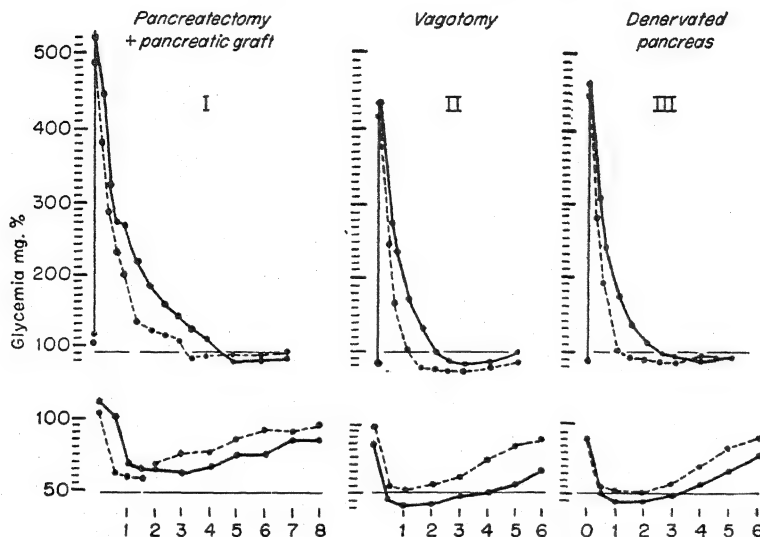 Pancreatectomy
+ pancreatic graft
Vagotomy
Denervated
pancreas
I
II
III
Glycemia mg. %
500
400
300
200
100
100
50
1 2 3 4 5 6 7 8
1 2 3 4 5 6
0 1 2 3 4 5 6